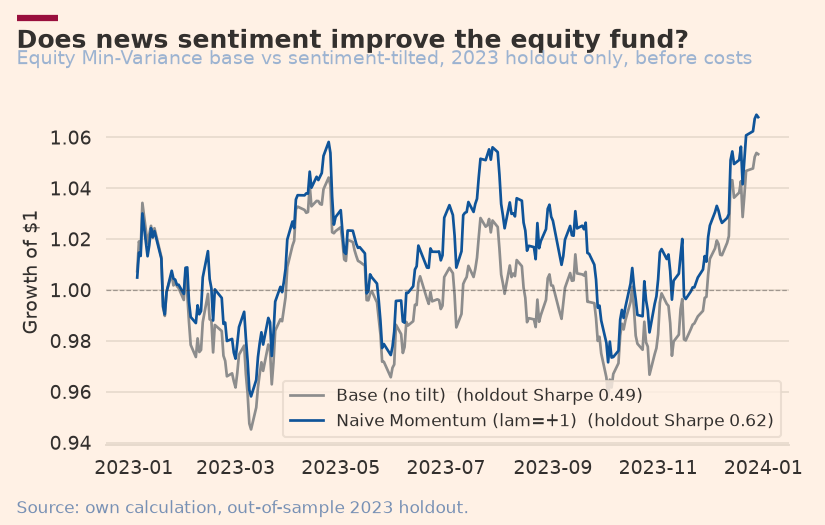 Does news sentiment improve the equity fund?
Equity Min-Variance base vs sentiment-tilted, 2023 holdout only, before costs
Growth of $1
1.06
1.04
1.02
1.00
0.98
0.96
0.94
Base (no tilt)  (holdout Sharpe 0.49)
Naive Momentum (lam=+1)  (holdout Sharpe 0.62)
2023-01 2023-03 2023-05 2023-07 2023-09 2023-11 2024-01
Source: own calculation, out-of-sample 2023 holdout.